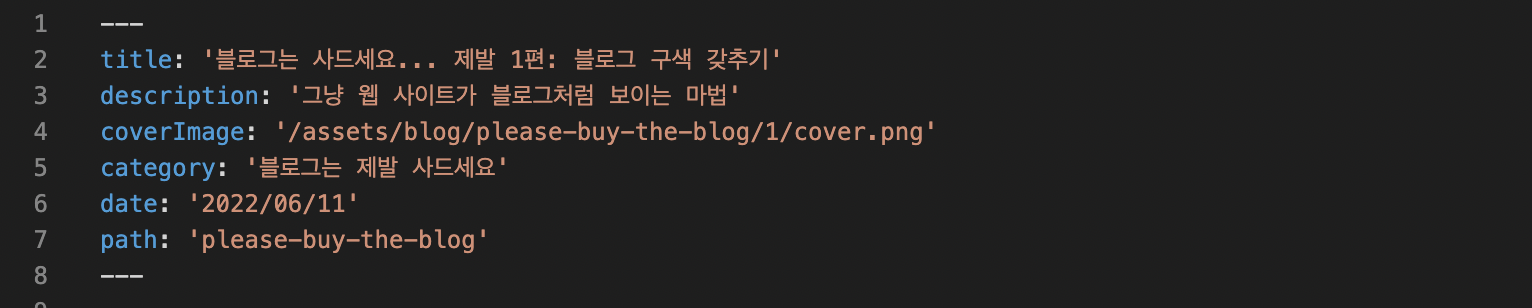 1 ---
2 title: '블로그는 사드세요... 제발 1편: 블로그 구색 갖추기'
3 description: '그냥 웹 사이트가 블로그처럼 보이는 마법'
4 coverImage: '/assets/blog/please-buy-the-blog/1/cover.png'
5 category: '블로그는 제발 사드세요'
6 date: '2022/06/11'
7 path: 'please-buy-the-blog'
8 ---